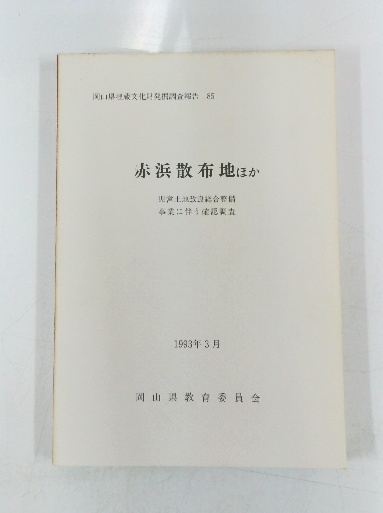 岡山県埋蔵文化財発掘調査報告 85
赤浜散布地ほか
県営土地改良総合整備
事業に伴う確認調査
1993年3月
岡山県教育委員会